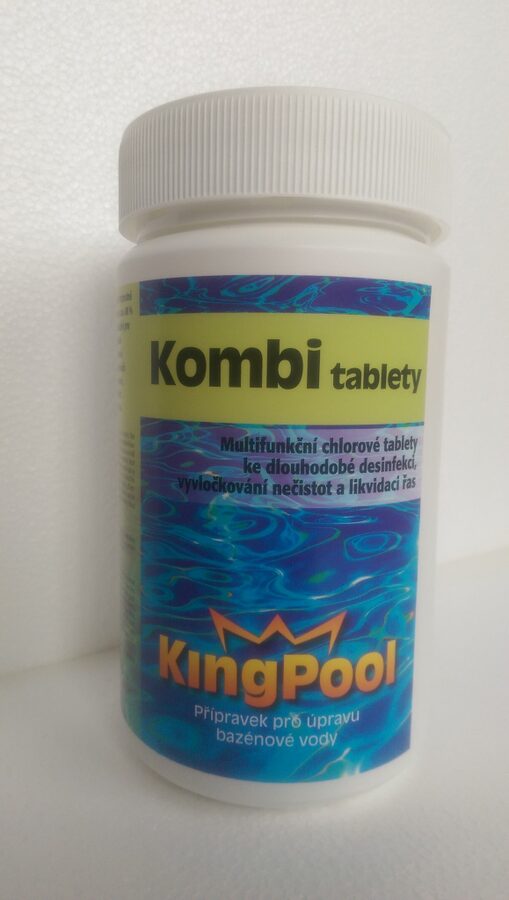 Kombi tablety
Multifunkční chlorové tablety
ke dlouhodobé desinfekci,
vyvločkování nečistot a likvidaci řas
KingPool
Přípravek pro úpravu
bazénové vody